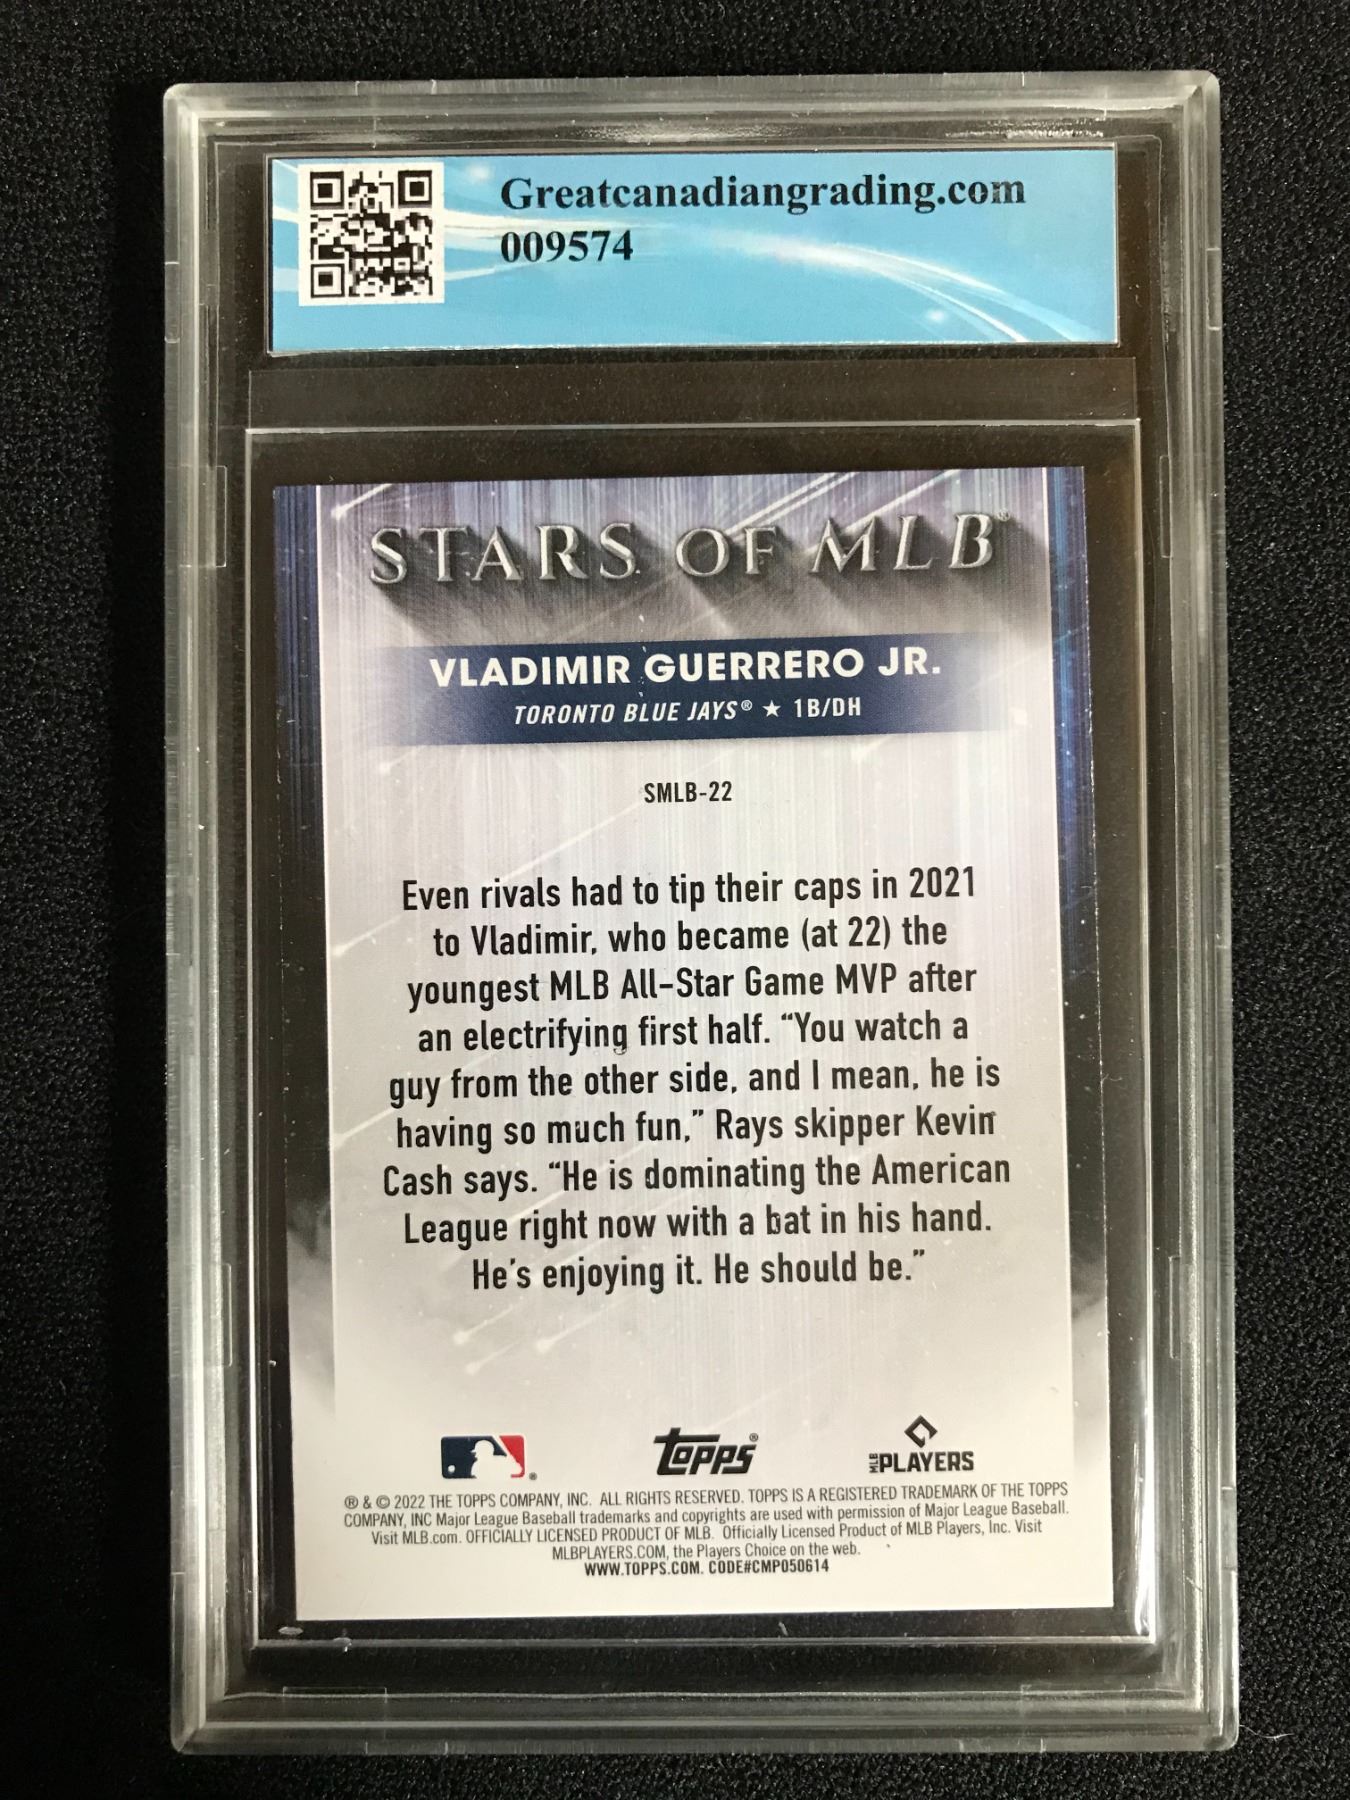 Greatcanadiangrading.com
009574
STARS OF MLB®
VLADIMIR GUERRERO JR.
TORONTO BLUE JAYS® ★ 1B/DH
SMLB-22
Even rivals had to tip their caps in 2021
to Vladimir, who became (at 22) the
youngest MLB All-Star Game MVP after
an electrifying first half. “You watch a
guy from the other side, and I mean, he is
having so much fun,” Rays skipper Kevin
Cash says. “He is dominating the American
League right now with a bat in his hand.
He's enjoying it. He should be.”
topps®
MLB PLAYERS
® & © 2022 THE TOPPS COMPANY, INC. ALL RIGHTS RESERVED. TOPPS IS A REGISTERED TRADEMARK OF THE TOPPS
COMPANY, INC Major League Baseball trademarks and copyrights are used with permission of Major League Baseball.
Visit MLB.com. OFFICIALLY LICENSED PRODUCT OF MLB. Officially Licensed Product of MLB Players, Inc. Visit
MLBPLAYERS.COM, the Players Choice on the web.
WWW.TOPPS.COM. CODE#CMP050614